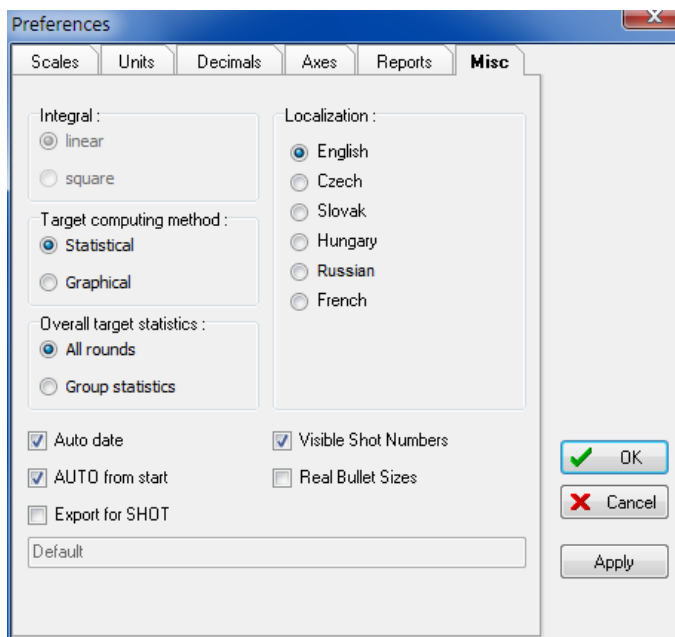 Preferences
Scales Units Decimals Axes Reports Misc
Integral :
linear
square
Target computing method :
Statistical
Graphical
Overall target statistics :
All rounds
Group statistics
Localization :
English
Czech
Slovak
Hungary
Russian
French
Auto date
Visible Shot Numbers
AUTO from start
Real Bullet Sizes
Export for SHOT
Default
OK
Cancel
Apply